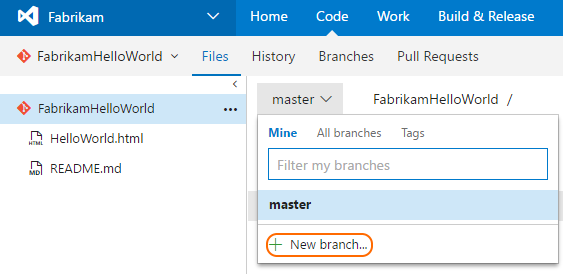 Fabrikam Home Code Work Build & Release
FabrikamHelloWorld Files History Branches Pull Requests
FabrikamHelloWorld ... master FabrikamHelloWorld /
HTML HelloWorld.html
MD README.md
Mine All branches Tags
Filter my branches
master
+ New branch...